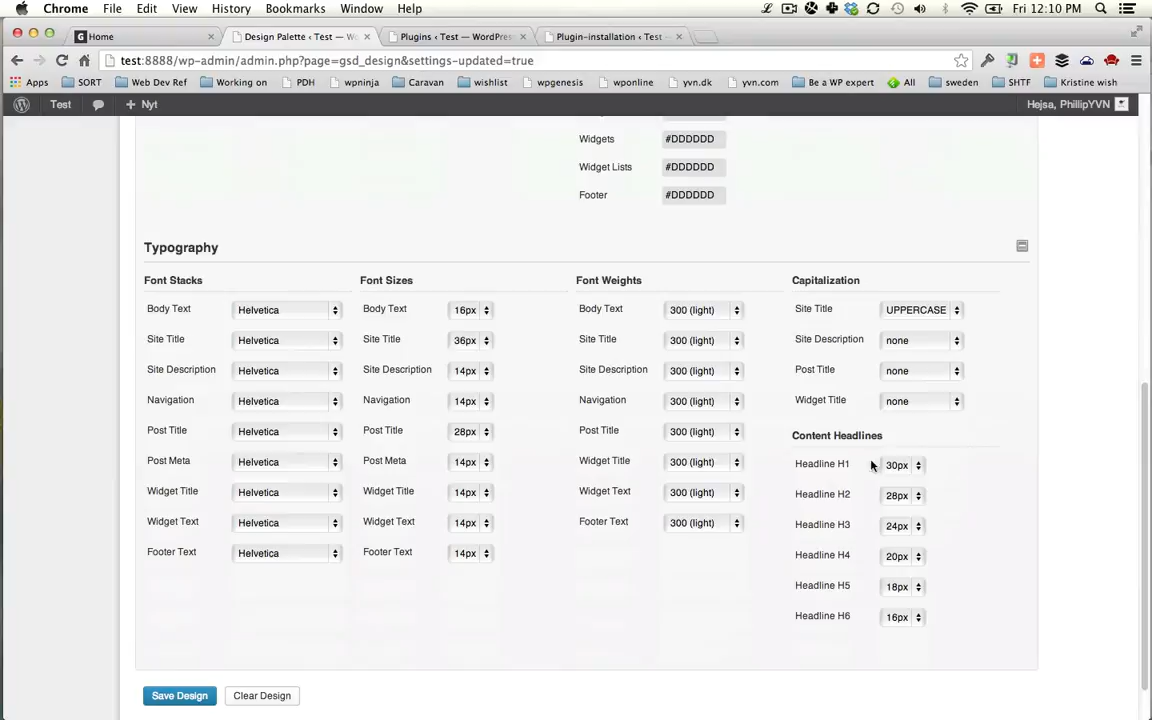 Chrome File Edit View History Bookmarks Window Help Fri 12:10 PM
Home Design Palette ‹ Test — Wo Plugins ‹ Test — WordPress Plugin-installation ‹ Test —
test:8888/wp-admin/admin.php?page=gsd_design&settings-updated=true
Apps SORT Web Dev Ref Working on PDH wpninja Caravan wishlist wpgenesis wponline yvn.dk yvn.com Be a WP expert All sweden SHTF Kristine wish
Test + Nyt Hejsa, PhillipYVN
Widgets #DDDDDD
Widget Lists #DDDDDD
Footer #DDDDDD
Typography
Font Stacks Font Sizes Font Weights Capitalization
Body Text Helvetica Body Text 16px Body Text 300 (light) Site Title UPPERCASE
Site Title Helvetica Site Title 36px Site Title 300 (light) Site Description none
Site Description Helvetica Site Description 14px Site Description 300 (light) Post Title none
Navigation Helvetica Navigation 14px Navigation 300 (light) Widget Title none
Post Title Helvetica Post Title 28px Post Title 300 (light) Content Headlines
Post Meta Helvetica Post Meta 14px Widget Title 300 (light) Headline H1 30px
Widget Title Helvetica Widget Title 14px Widget Text 300 (light) Headline H2 28px
Widget Text Helvetica Widget Text 14px Footer Text 300 (light) Headline H3 24px
Footer Text Helvetica Footer Text 14px Headline H4 20px
Headline H5 18px
Headline H6 16px
Save Design Clear Design